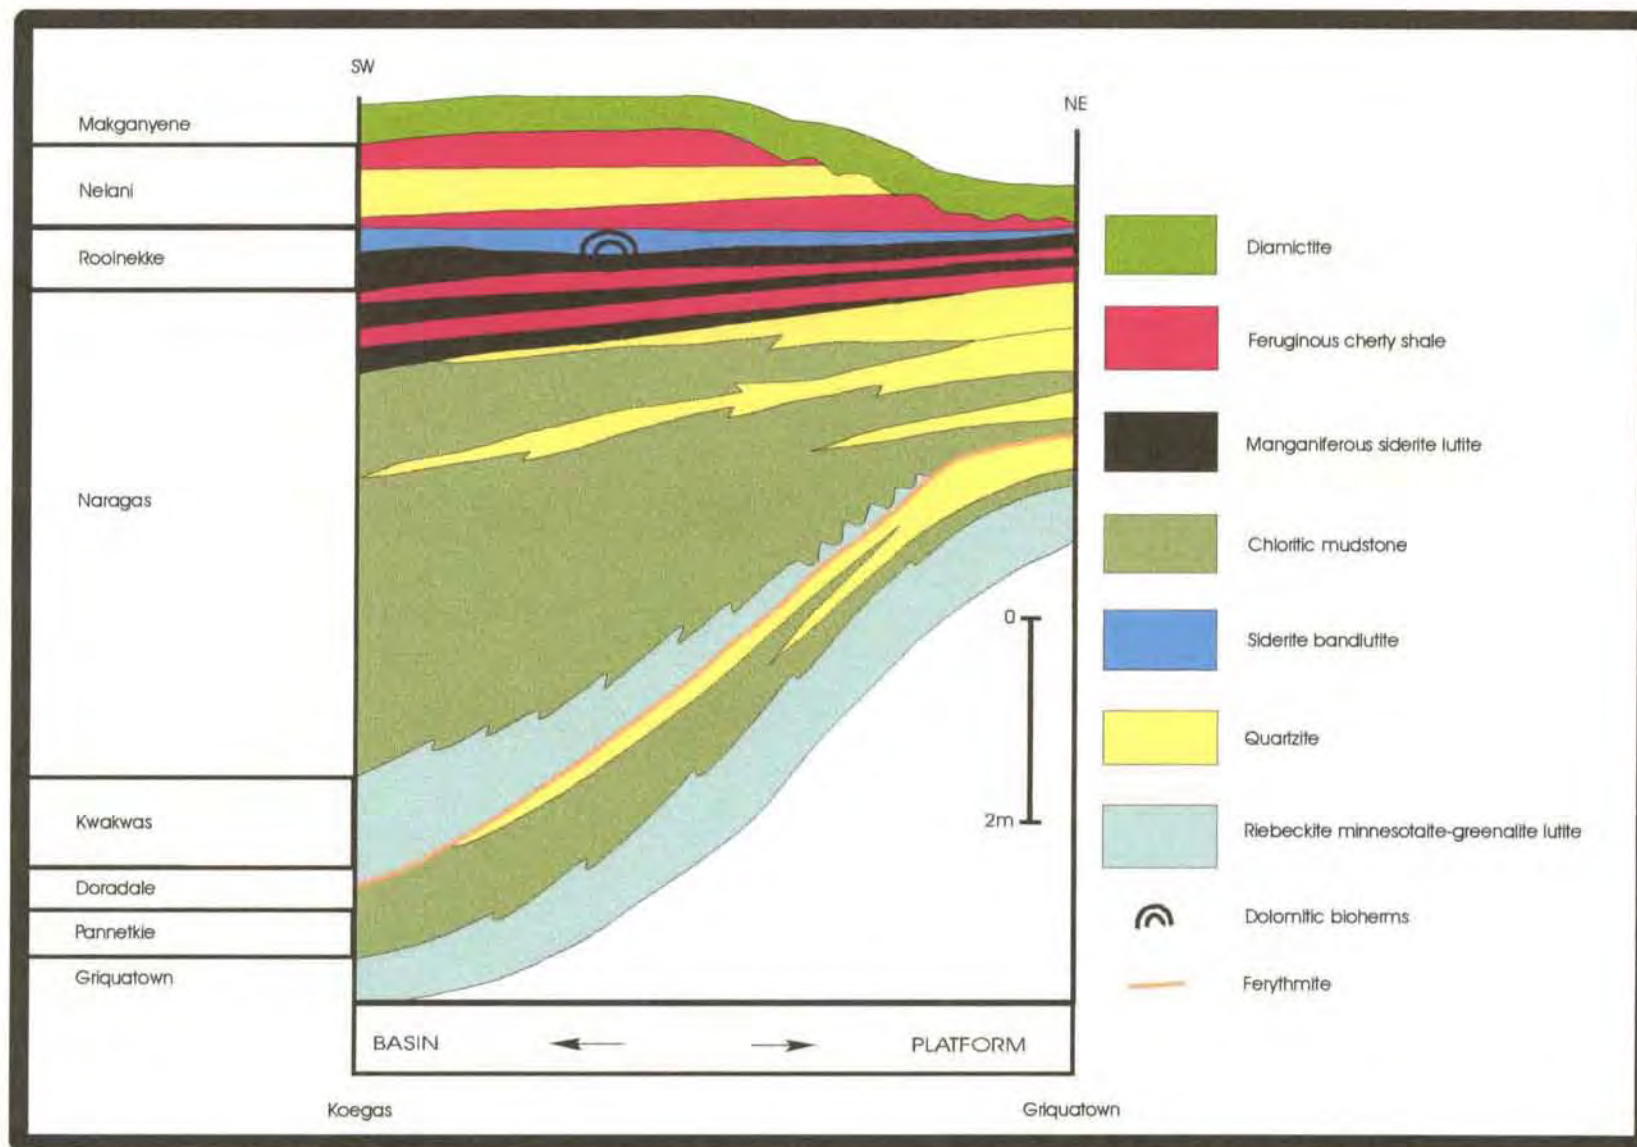 SW
NE
Makganyene
Nelani
Rooinekke
Naragas
Kwakwas
Doradale
Pannetkie
Griquatown
0
2m
BASIN
PLATFORM
Koegas
Griquatown
Diamictite
Feruginous cherty shale
Manganiferous siderite lutite
Chloritic mudstone
Siderite bandlutite
Quartzite
Riebeckite minnesotaite-greenalite lutite
Dolomitic bioherms
Ferythmite